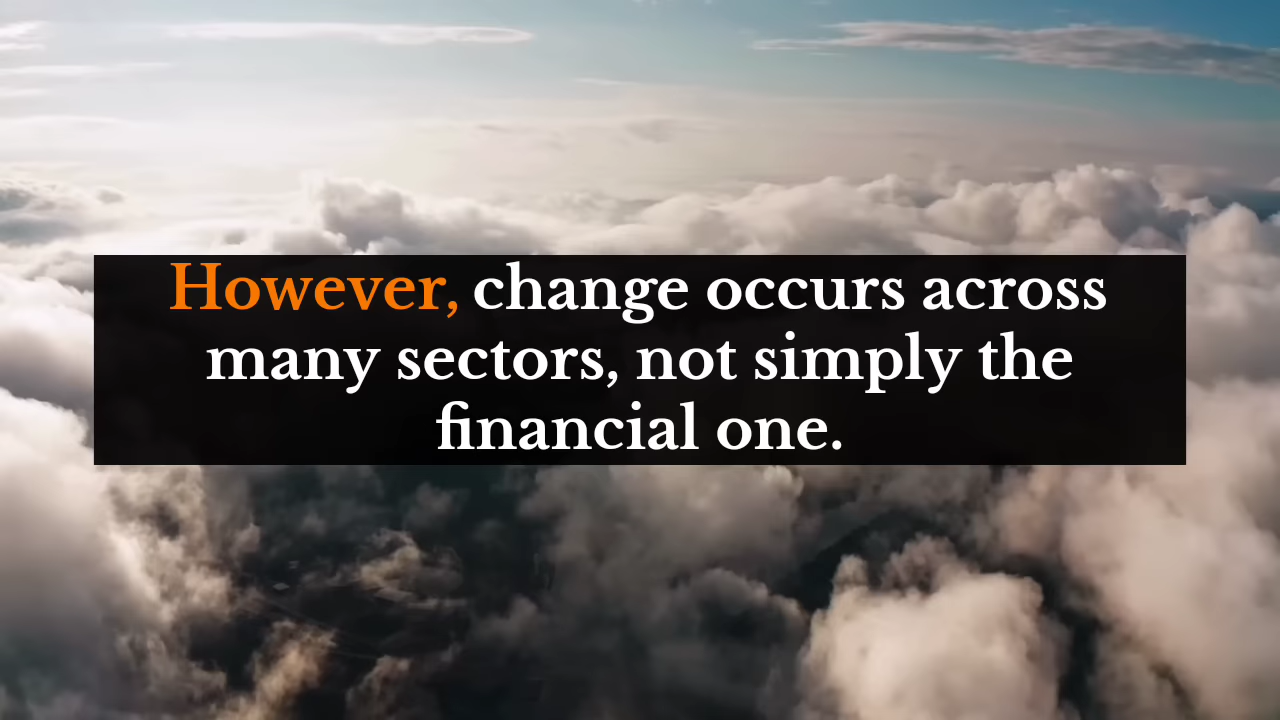 However, change occurs across
many sectors, not simply the
financial one.